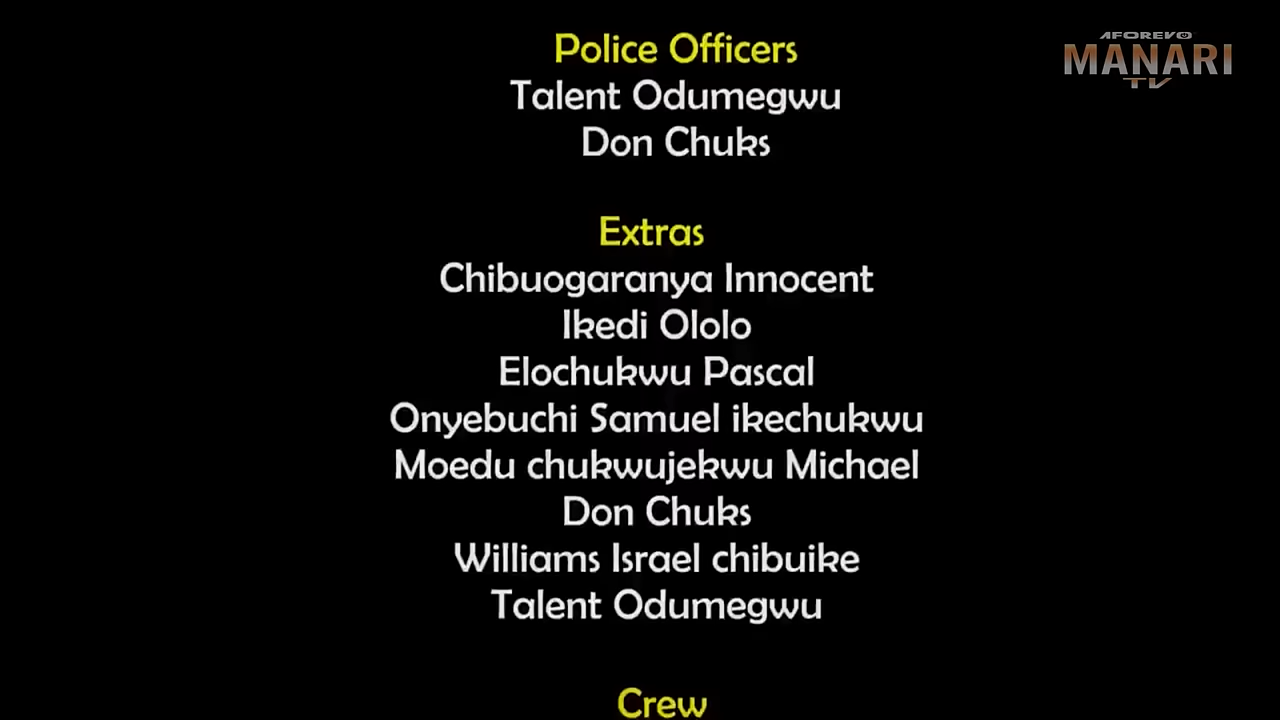 AFOREVO
MANARI
TV
Police Officers
Talent Odumegwu
Don Chuks
Extras
Chibuogaranya Innocent
Ikedi Ololo
Elochukwu Pascal
Onyebuchi Samuel ikechukwu
Moedu chukwujekwu Michael
Don Chuks
Williams Israel chibuike
Talent Odumegwu
Crew